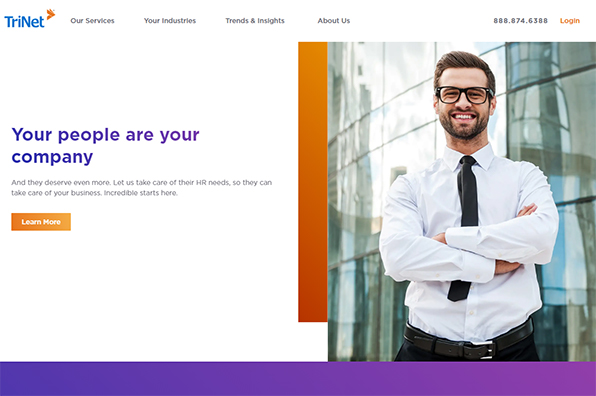 TriNet
Our Services
Your Industries
Trends & Insights
About Us
888.874.6388
Login
Your people are your
company
And they deserve even more. Let us take care of their HR needs, so they can
take care of your business. Incredible starts here.
Learn More